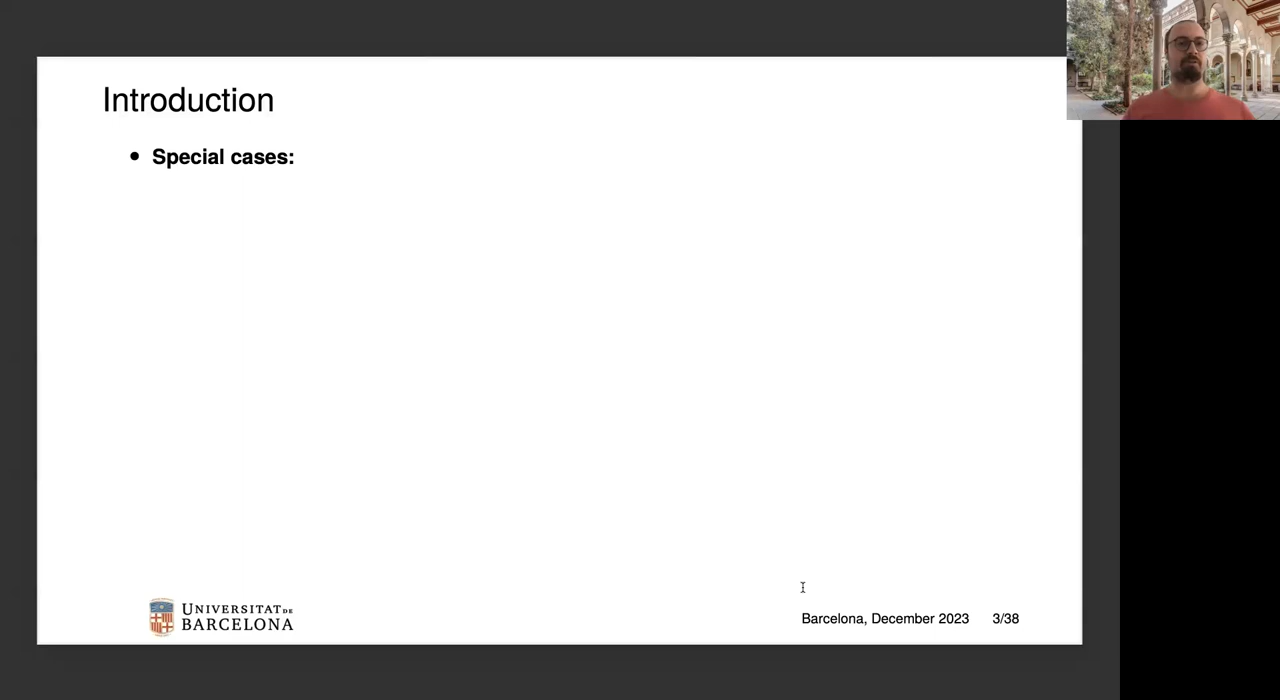 Introduction
• Special cases:
UNIVERSITAT DE
BARCELONA
Barcelona, December 2023 3/38